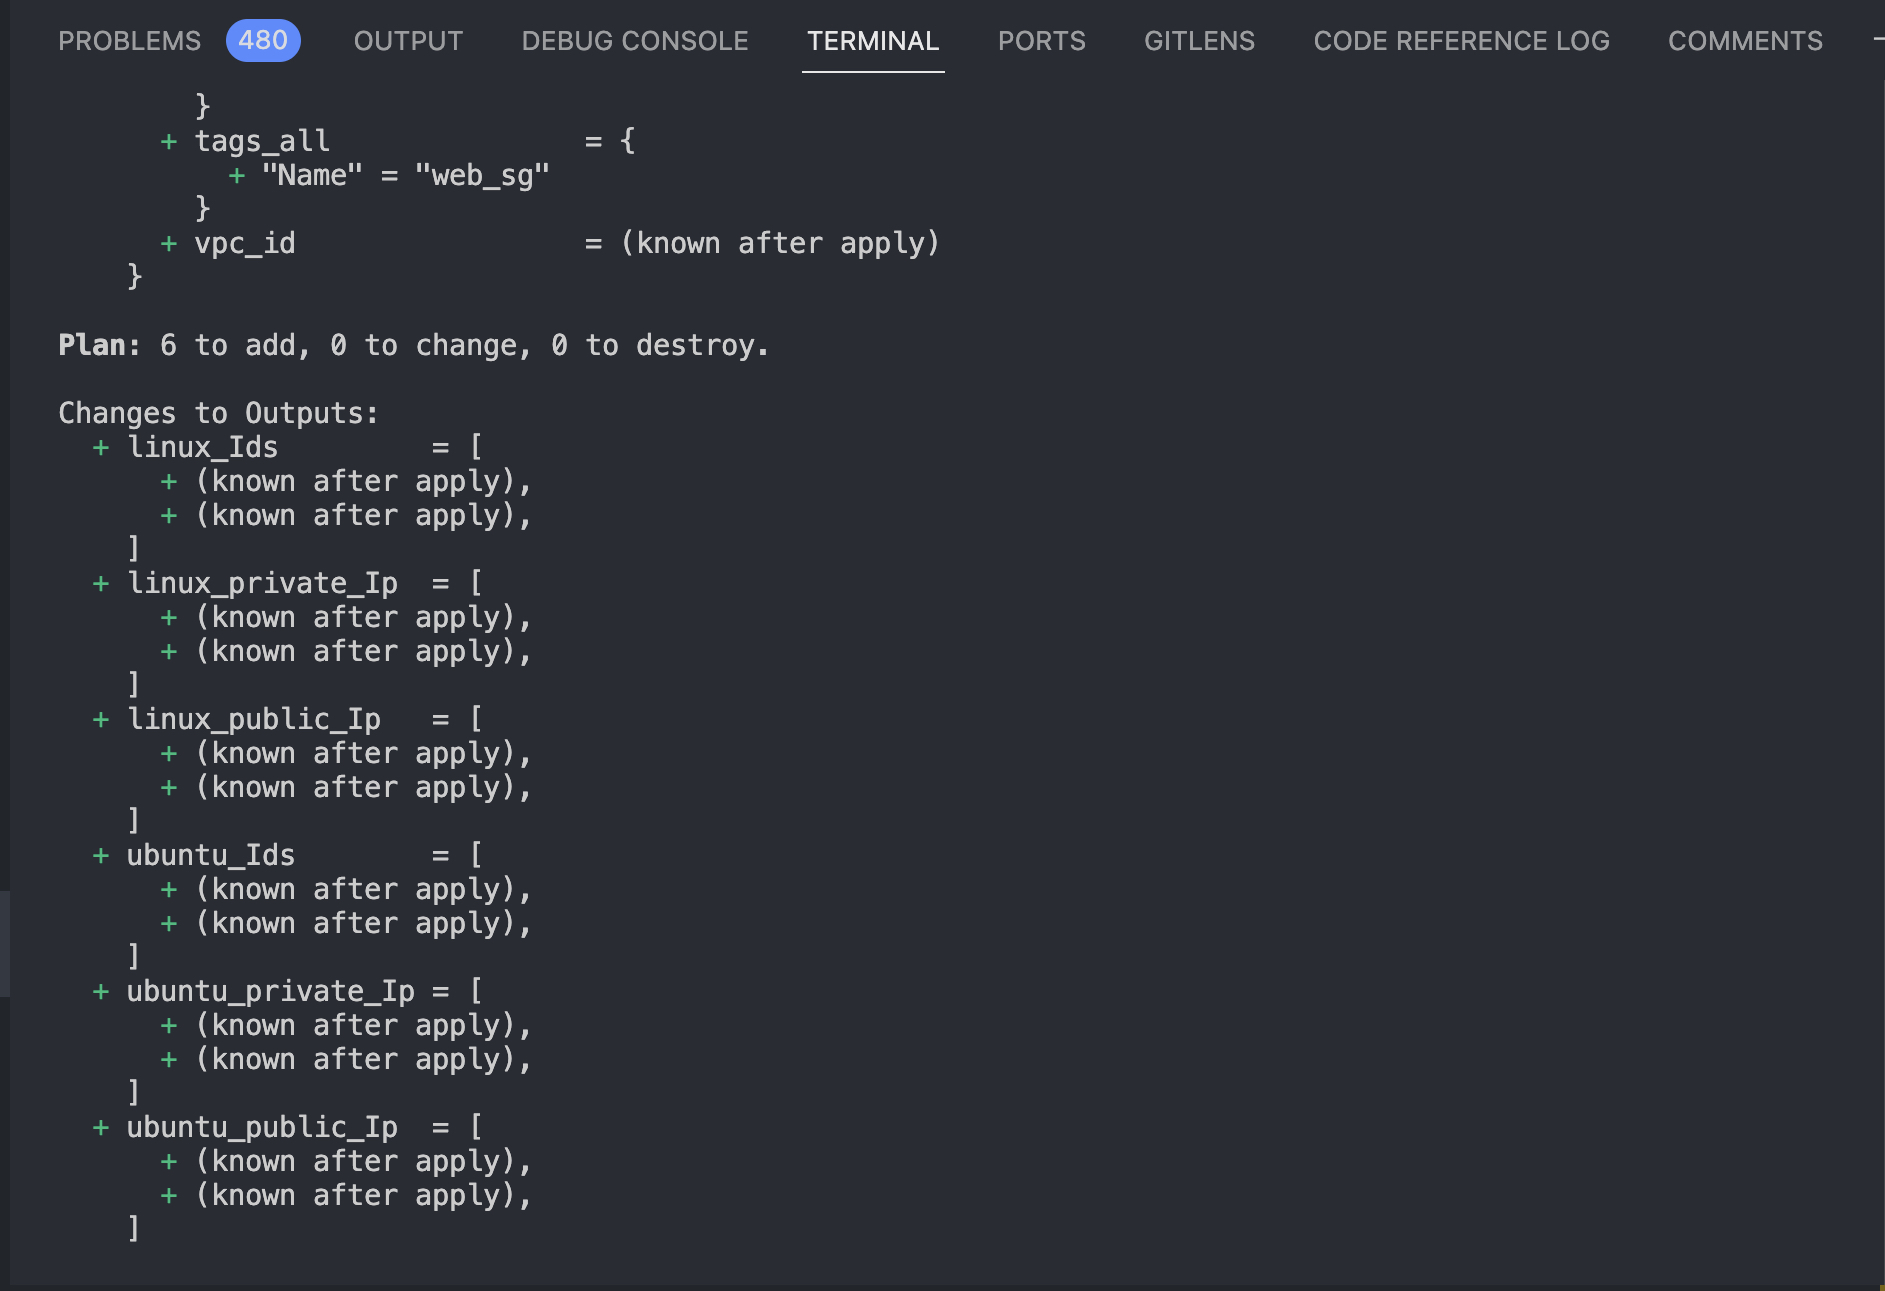 PROBLEMS 480 OUTPUT DEBUG CONSOLE TERMINAL PORTS GITLENS CODE REFERENCE LOG COMMENTS
        }
      + tags_all               = {
          + "Name" = "web_sg"
        }
      + vpc_id                 = (known after apply)
    }

Plan: 6 to add, 0 to change, 0 to destroy.

Changes to Outputs:
  + linux_Ids         = [
      + (known after apply),
      + (known after apply),
    ]
  + linux_private_Ip  = [
      + (known after apply),
      + (known after apply),
    ]
  + linux_public_Ip   = [
      + (known after apply),
      + (known after apply),
    ]
  + ubuntu_Ids        = [
      + (known after apply),
      + (known after apply),
    ]
  + ubuntu_private_Ip = [
      + (known after apply),
      + (known after apply),
    ]
  + ubuntu_public_Ip  = [
      + (known after apply),
      + (known after apply),
    ]